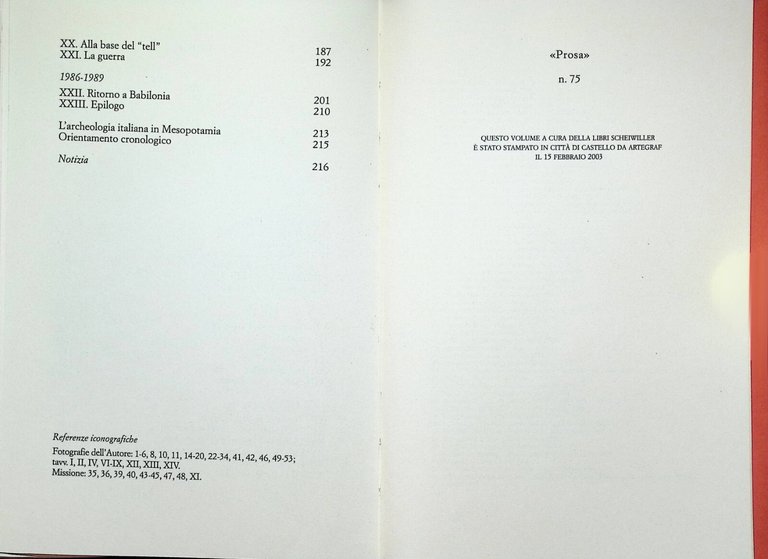 XX. Alla base del "tell" 187
XXI. La guerra 192
1986-1989
XXII. Ritorno a Babilonia 201
XXIII. Epilogo 210
L'archeologia italiana in Mesopotamia 213
Orientamento cronologico 215
Notizia 216
Referenze iconografiche
Fotografie dell'Autore: 1-6, 8, 10, 11, 14-20, 22-34, 41, 42, 46, 49-53;
tavv. I, II, IV, VI-IX, XII, XIII, XIV.
Missione: 35, 36, 39, 40, 43-45, 47, 48, XI.
«Prosa»
n. 75
QUESTO VOLUME A CURA DELLA LIBRI SCHEIWILLER
È STATO STAMPATO IN CITTÀ DI CASTELLO DA ARTEGRAF
IL 15 FEBBRAIO 2003